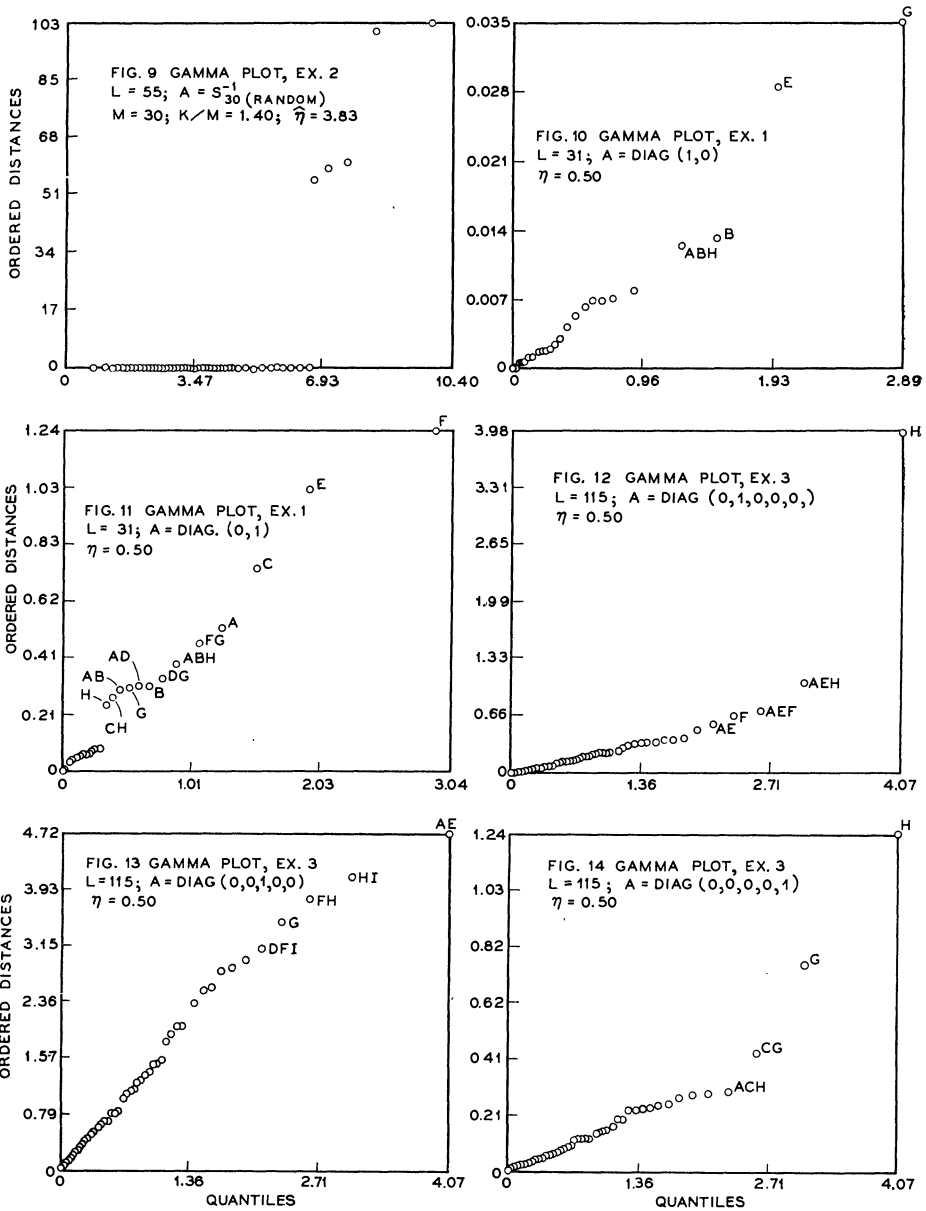 103
85
68
51
34
17
0
ORDERED DISTANCES
FIG. 9 GAMMA PLOT, EX. 2
L = 55; A = S⁻¹₃₀ (RANDOM)
M = 30; K/M = 1.40; η̂ = 3.83
0 3.47 6.93 10.40
0.035
0.028
0.021
0.014
0.007
0
FIG. 10 GAMMA PLOT, EX. 1
L = 31; A = DIAG (1,0)
η = 0.50
G
E
B
ABH
0 0.96 1.93 2.89
1.24
1.03
0.83
0.62
0.41
0.21
0
ORDERED DISTANCES
FIG. 11 GAMMA PLOT, EX. 1
L = 31; A = DIAG. (0,1)
η = 0.50
F
E
C
A
FG
ABH
DG
AD
AB
B
G
H
CH
0 1.01 2.03 3.04
3.98
3.31
2.65
1.99
1.33
0.66
0
FIG. 12 GAMMA PLOT, EX. 3
L = 115; A = DIAG (0,1,0,0,0,)
η = 0.50
H
AEH
AEF
F
AE
0 1.36 2.71 4.07
4.72
3.93
3.15
2.36
1.57
0.79
0
ORDERED DISTANCES
FIG. 13 GAMMA PLOT, EX. 3
L = 115; A = DIAG (0,0,1,0,0)
η = 0.50
AE
HI
FH
G
DFI
0 1.36 2.71 4.07
QUANTILES
1.24
1.03
0.82
0.62
0.41
0.21
0
FIG. 14 GAMMA PLOT, EX. 3
L = 115; A = DIAG (0,0,0,0,1)
η = 0.50
H
G
CG
ACH
0 1.36 2.71 4.07
QUANTILES